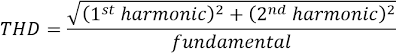 THD = √((1ˢᵗ harmonic)² + (2ⁿᵈ harmonic)²) / fundamental